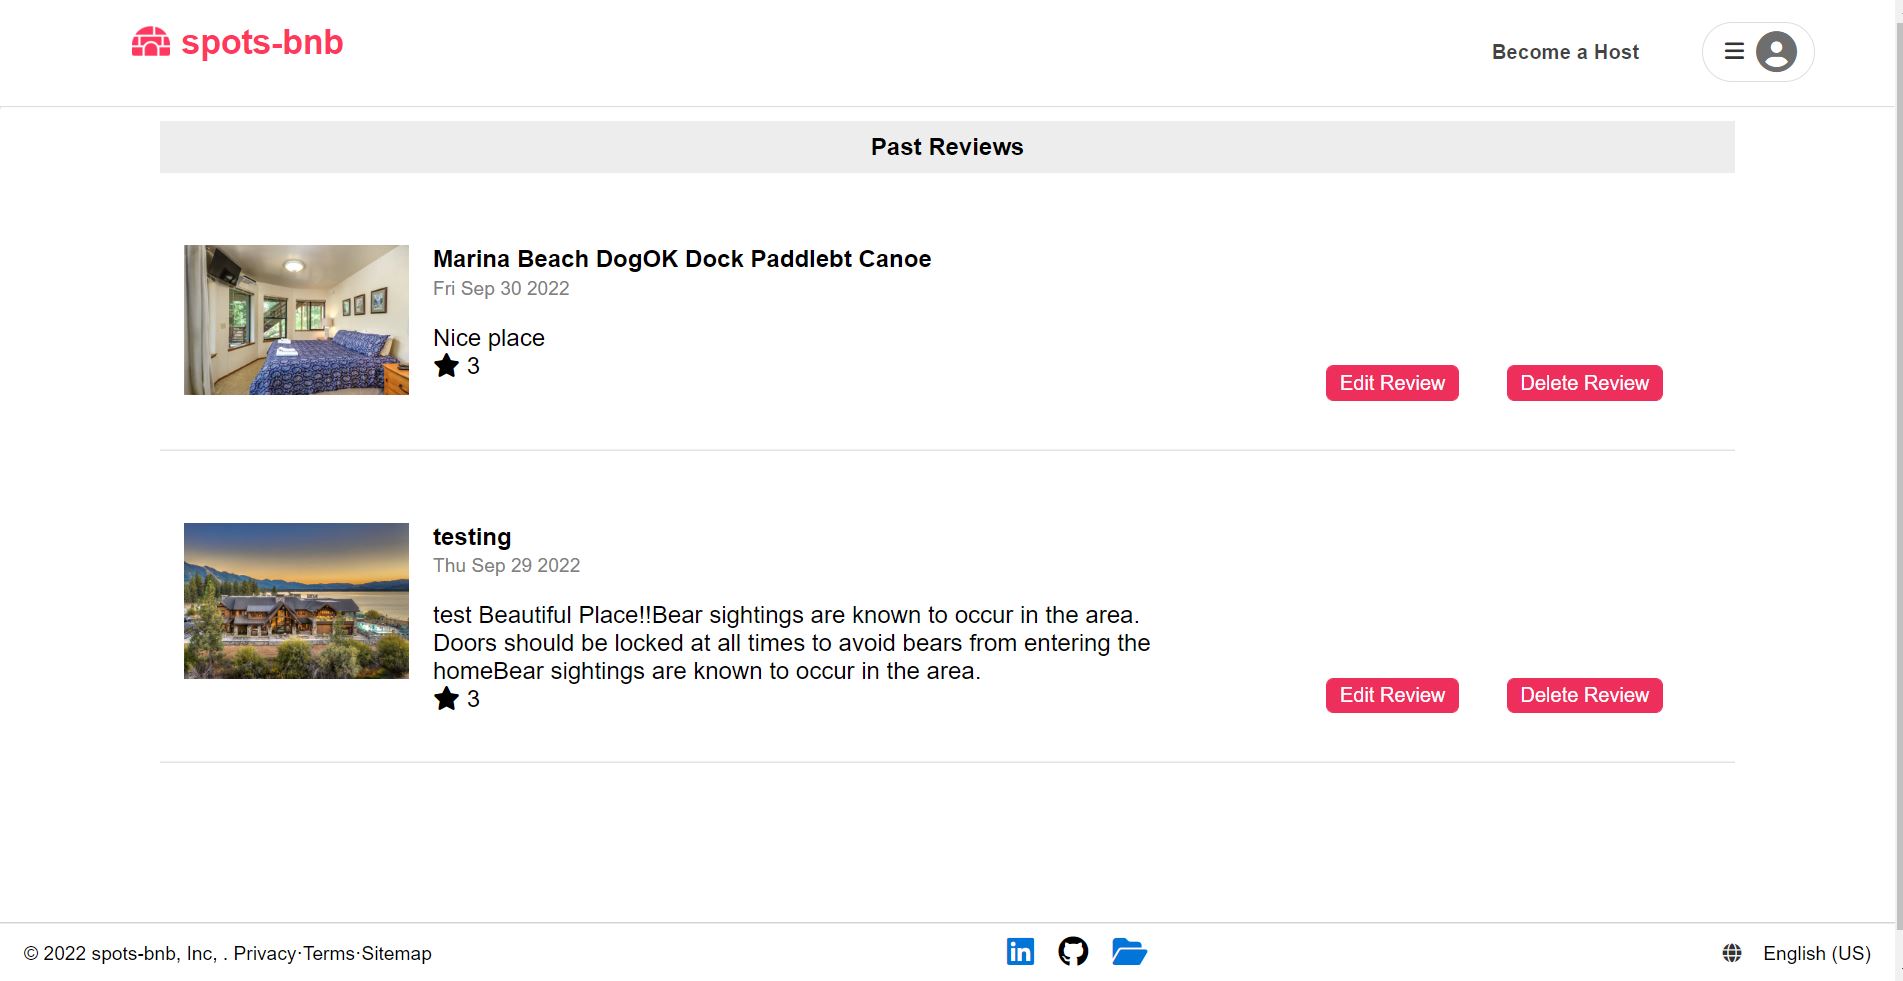 spots-bnb
Become a Host
Past Reviews
Marina Beach DogOK Dock Paddlebt Canoe
Fri Sep 30 2022
Nice place
3
Edit Review
Delete Review
testing
Thu Sep 29 2022
test Beautiful Place!!Bear sightings are known to occur in the area.
Doors should be locked at all times to avoid bears from entering the
homeBear sightings are known to occur in the area.
3
Edit Review
Delete Review
© 2022 spots-bnb, Inc, . Privacy·Terms·Sitemap
in
English (US)